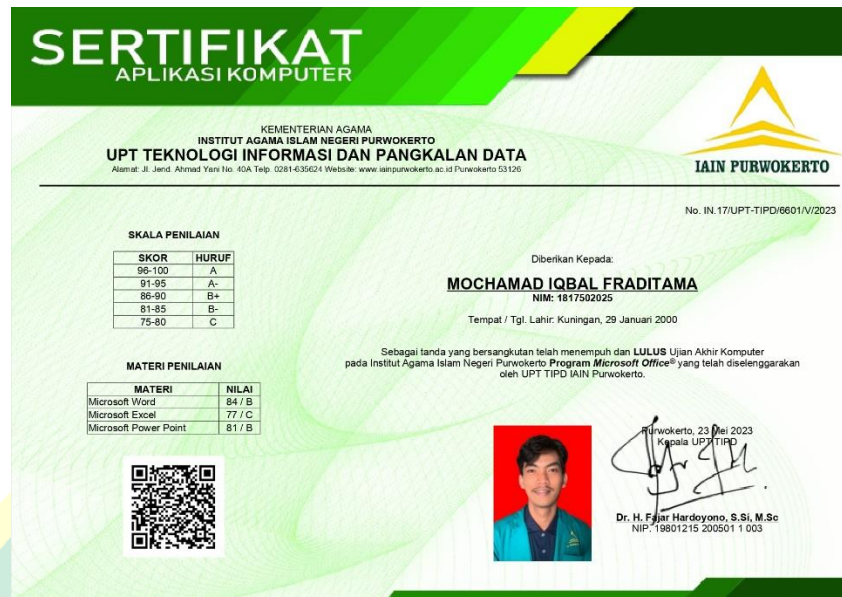 SERTIFIKAT
APLIKASI KOMPUTER
KEMENTERIAN AGAMA
INSTITUT AGAMA ISLAM NEGERI PURWOKERTO
UPT TEKNOLOGI INFORMASI DAN PANGKALAN DATA
Alamat: Jl. Jend. Ahmad Yani No. 40A Telp. 0281-635624 Website: www.iainpurwokerto.ac.id Purwokerto 53126
IAIN PURWOKERTO
No. IN.17/UPT-TIPD/6601/V/2023
SKALA PENILAIAN
SKOR HURUF
96-100 A
91-95 A-
86-90 B+
81-85 B-
75-80 C
MATERI PENILAIAN
MATERI NILAI
Microsoft Word 84 / B
Microsoft Excel 77 / C
Microsoft Power Point 81 / B
Diberikan Kepada:
MOCHAMAD IQBAL FRADITAMA
NIM: 1817502025
Tempat / Tgl. Lahir: Kuningan, 29 Januari 2000
Sebagai tanda yang bersangkutan telah menempuh dan LULUS Ujian Akhir Komputer
pada Institut Agama Islam Negeri Purwokerto Program Microsoft Office® yang telah diselenggarakan
oleh UPT TIPD IAIN Purwokerto.
Purwokerto, 23 Mei 2023
Kepala UPT TIPD
Dr. H. Fajar Hardoyono, S.Si, M.Sc
NIP. 19801215 200501 1 003